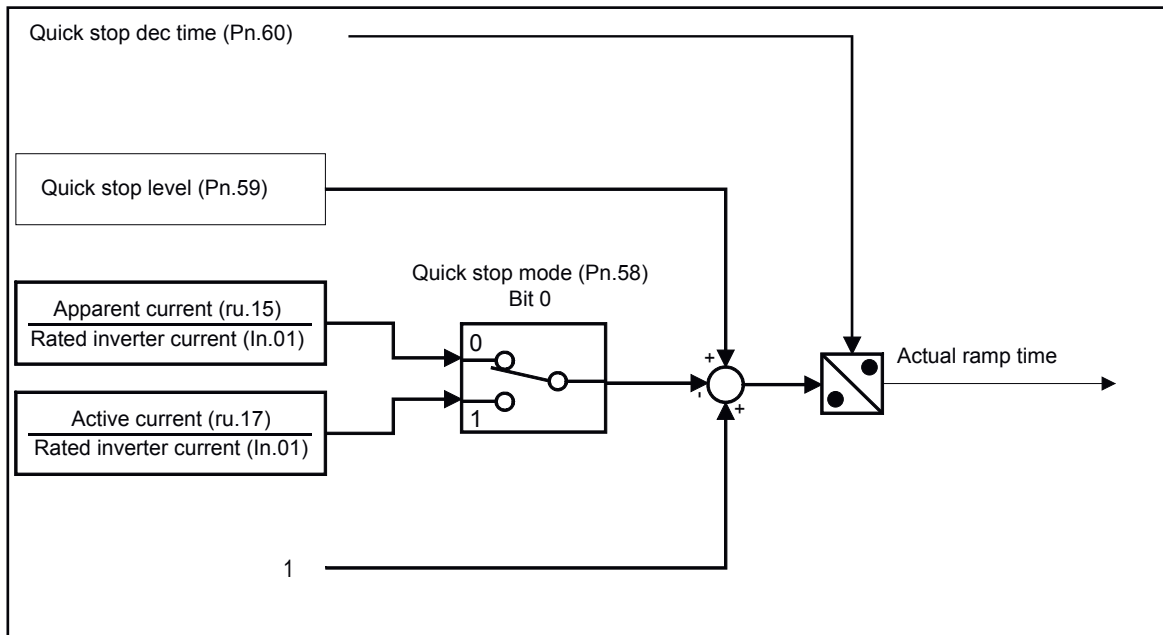 Quick stop dec time (Pn.60)
Quick stop level (Pn.59)
Quick stop mode (Pn.58)
Bit 0
Apparent current (ru.15)
Rated inverter current (In.01)
0
1
Active current (ru.17)
Rated inverter current (In.01)
+
-
+
Actual ramp time
1